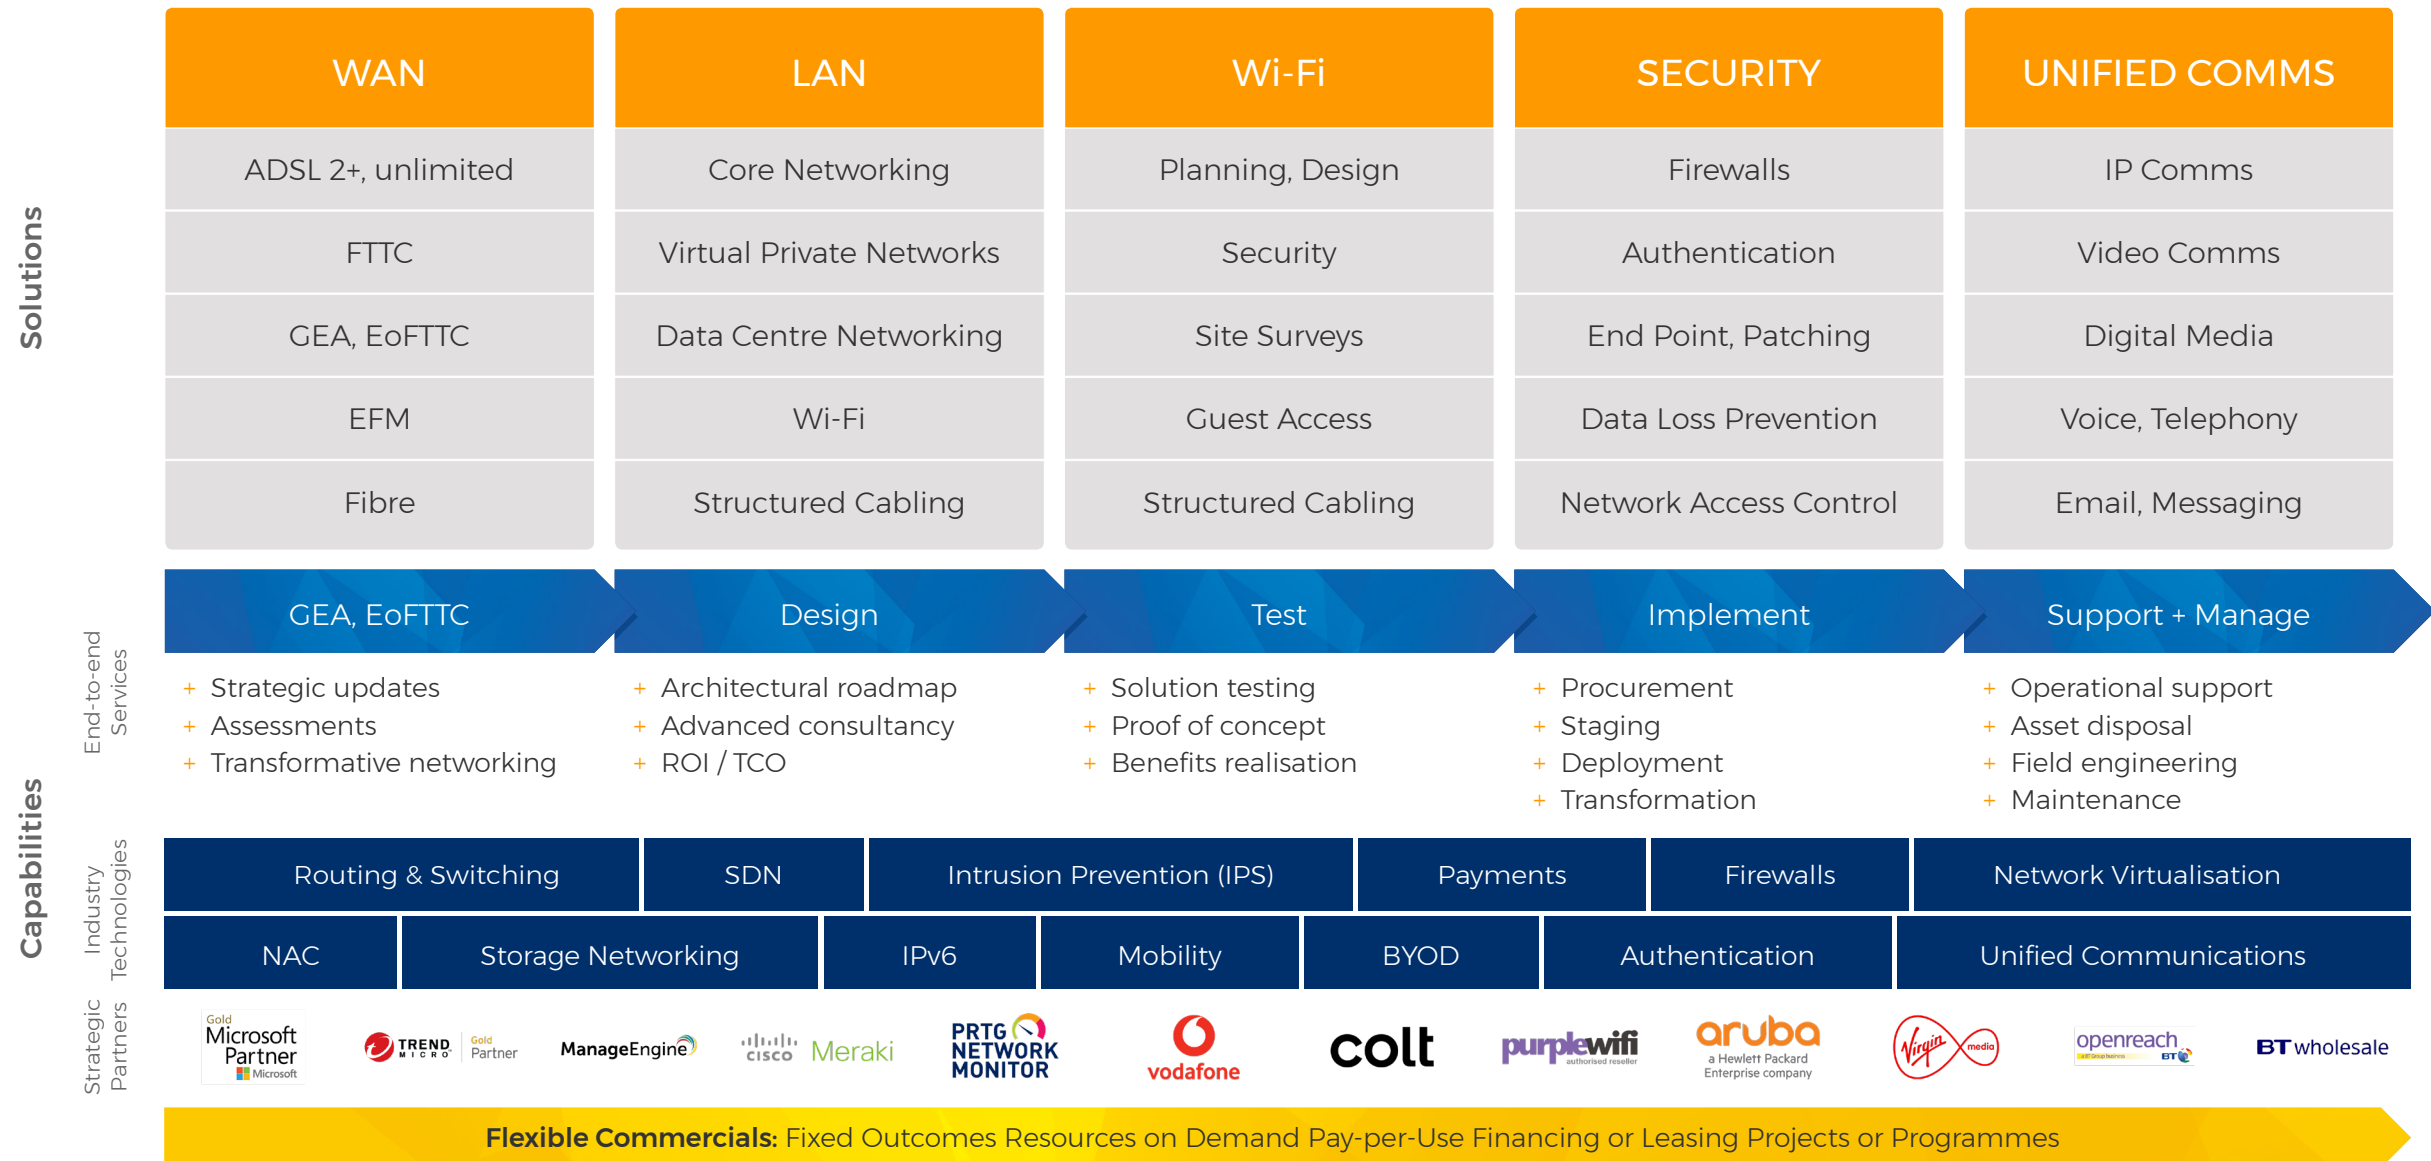 Solutions
WAN
ADSL 2+, unlimited
FTTC
GEA, EoFTTC
EFM
Fibre
LAN
Core Networking
Virtual Private Networks
Data Centre Networking
Wi-Fi
Structured Cabling
Wi-Fi
Planning, Design
Security
Site Surveys
Guest Access
Structured Cabling
SECURITY
Firewalls
Authentication
End Point, Patching
Data Loss Prevention
Network Access Control
UNIFIED COMMS
IP Comms
Video Comms
Digital Media
Voice, Telephony
Email, Messaging
Capabilities
End-to-end
Services
GEA, EoFTTC
+ Strategic updates
+ Assessments
+ Transformative networking
Design
+ Architectural roadmap
+ Advanced consultancy
+ ROI / TCO
Test
+ Solution testing
+ Proof of concept
+ Benefits realisation
Implement
+ Procurement
+ Staging
+ Deployment
+ Transformation
Support + Manage
+ Operational support
+ Asset disposal
+ Field engineering
+ Maintenance
Industry
Technologies
Routing & Switching
SDN
Intrusion Prevention (IPS)
Payments
Firewalls
Network Virtualisation
NAC
Storage Networking
IPv6
Mobility
BYOD
Authentication
Unified Communications
Strategic
Partners
Gold
Microsoft
Partner
Microsoft
TREND
MICRO
Gold
Partner
ManageEngine
CISCO
Meraki
PRTG
NETWORK
MONITOR
vodafone
colt
purplewifi
authorised reseller
aruba
a Hewlett Packard
Enterprise company
Virgin media
openreach
a BT Group business
BT
BT wholesale
Flexible Commercials: Fixed Outcomes Resources on Demand Pay-per-Use Financing or Leasing Projects or Programmes